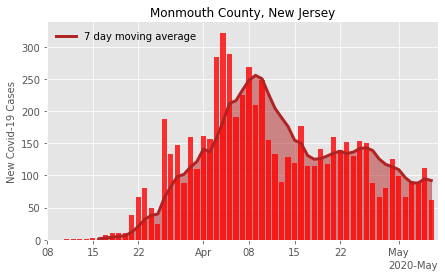 Monmouth County, New Jersey
7 day moving average
New Covid-19 Cases
300
250
200
150
100
50
0
08 15 22 Apr 08 15 22 May
2020-May